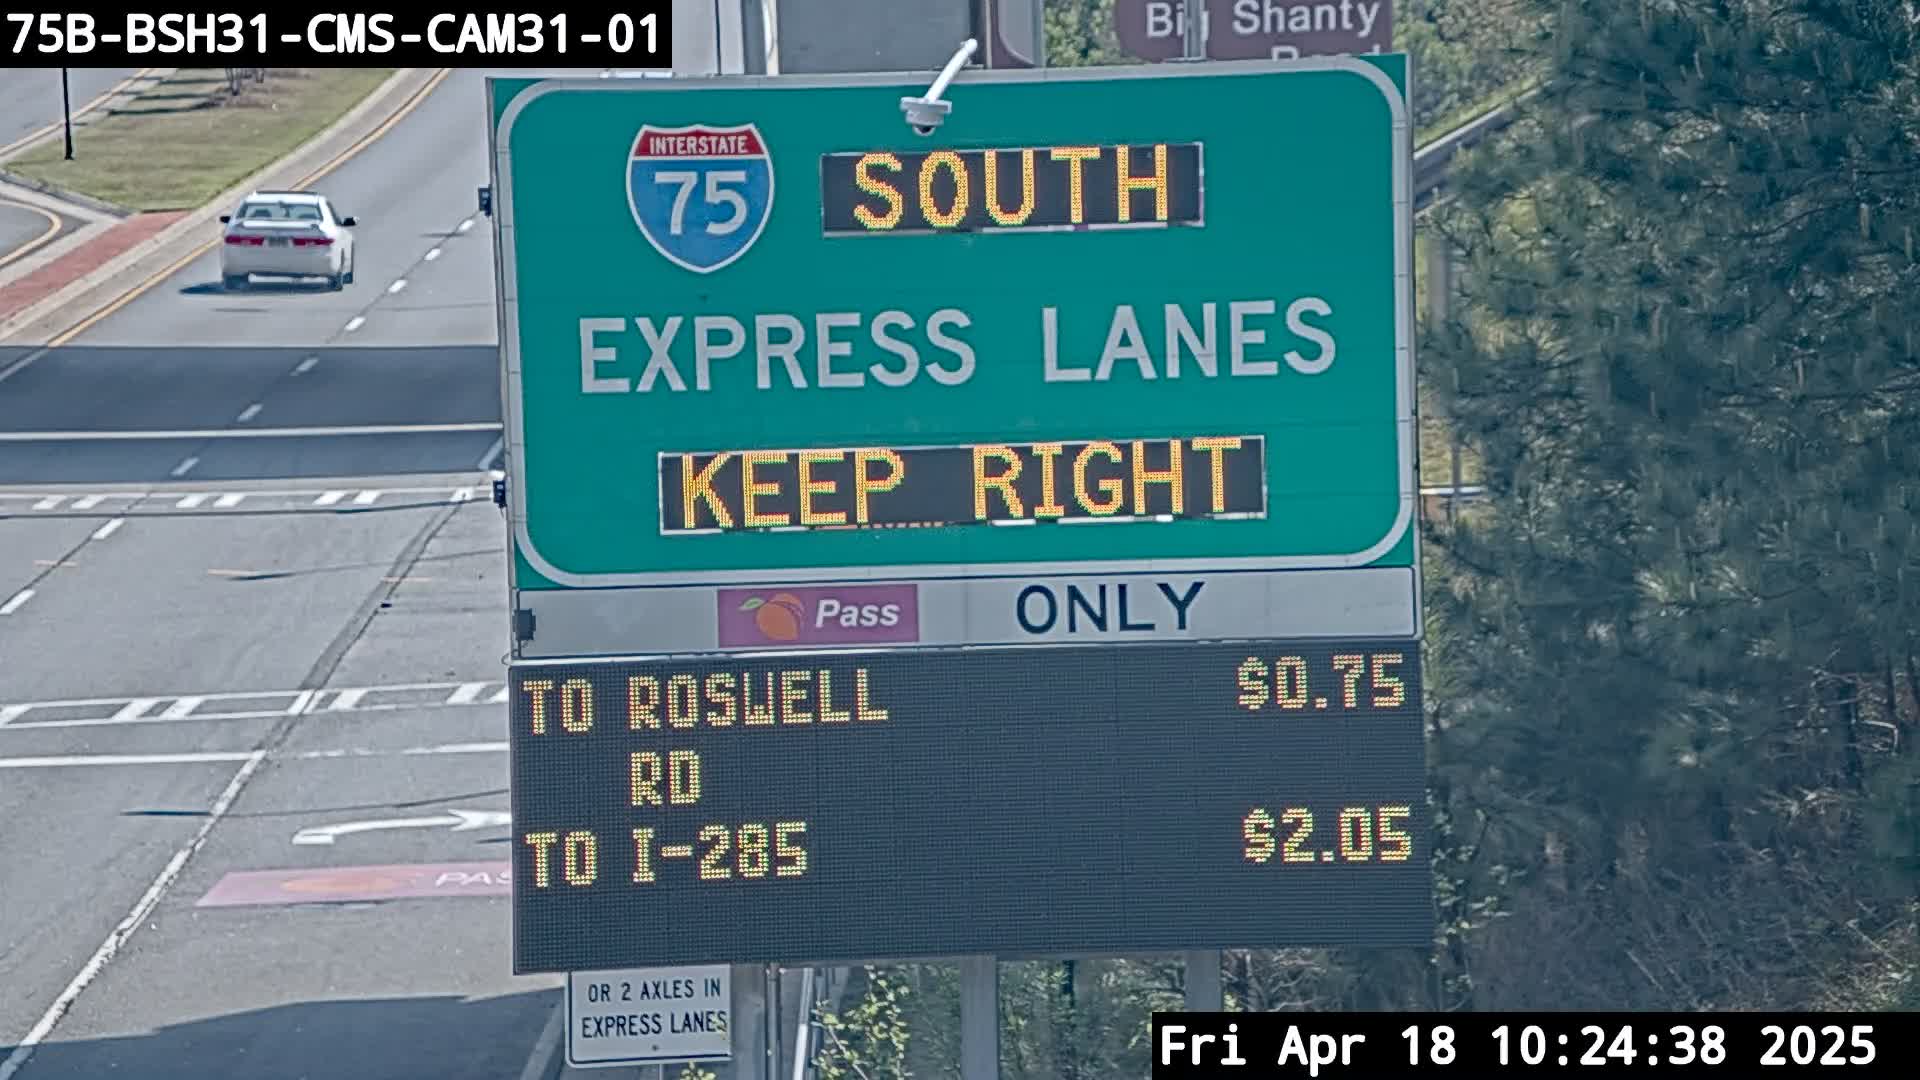 75B-BSH31-CMS-CAM31-01
Big Shanty
Road
INTERSTATE
75
SOUTH
EXPRESS LANES
KEEP RIGHT
Pass ONLY
TO ROSWELL $0.75
RD
TO I-285 $2.05
OR 2 AXLES IN
EXPRESS LANES
Fri Apr 18 10:24:38 2025